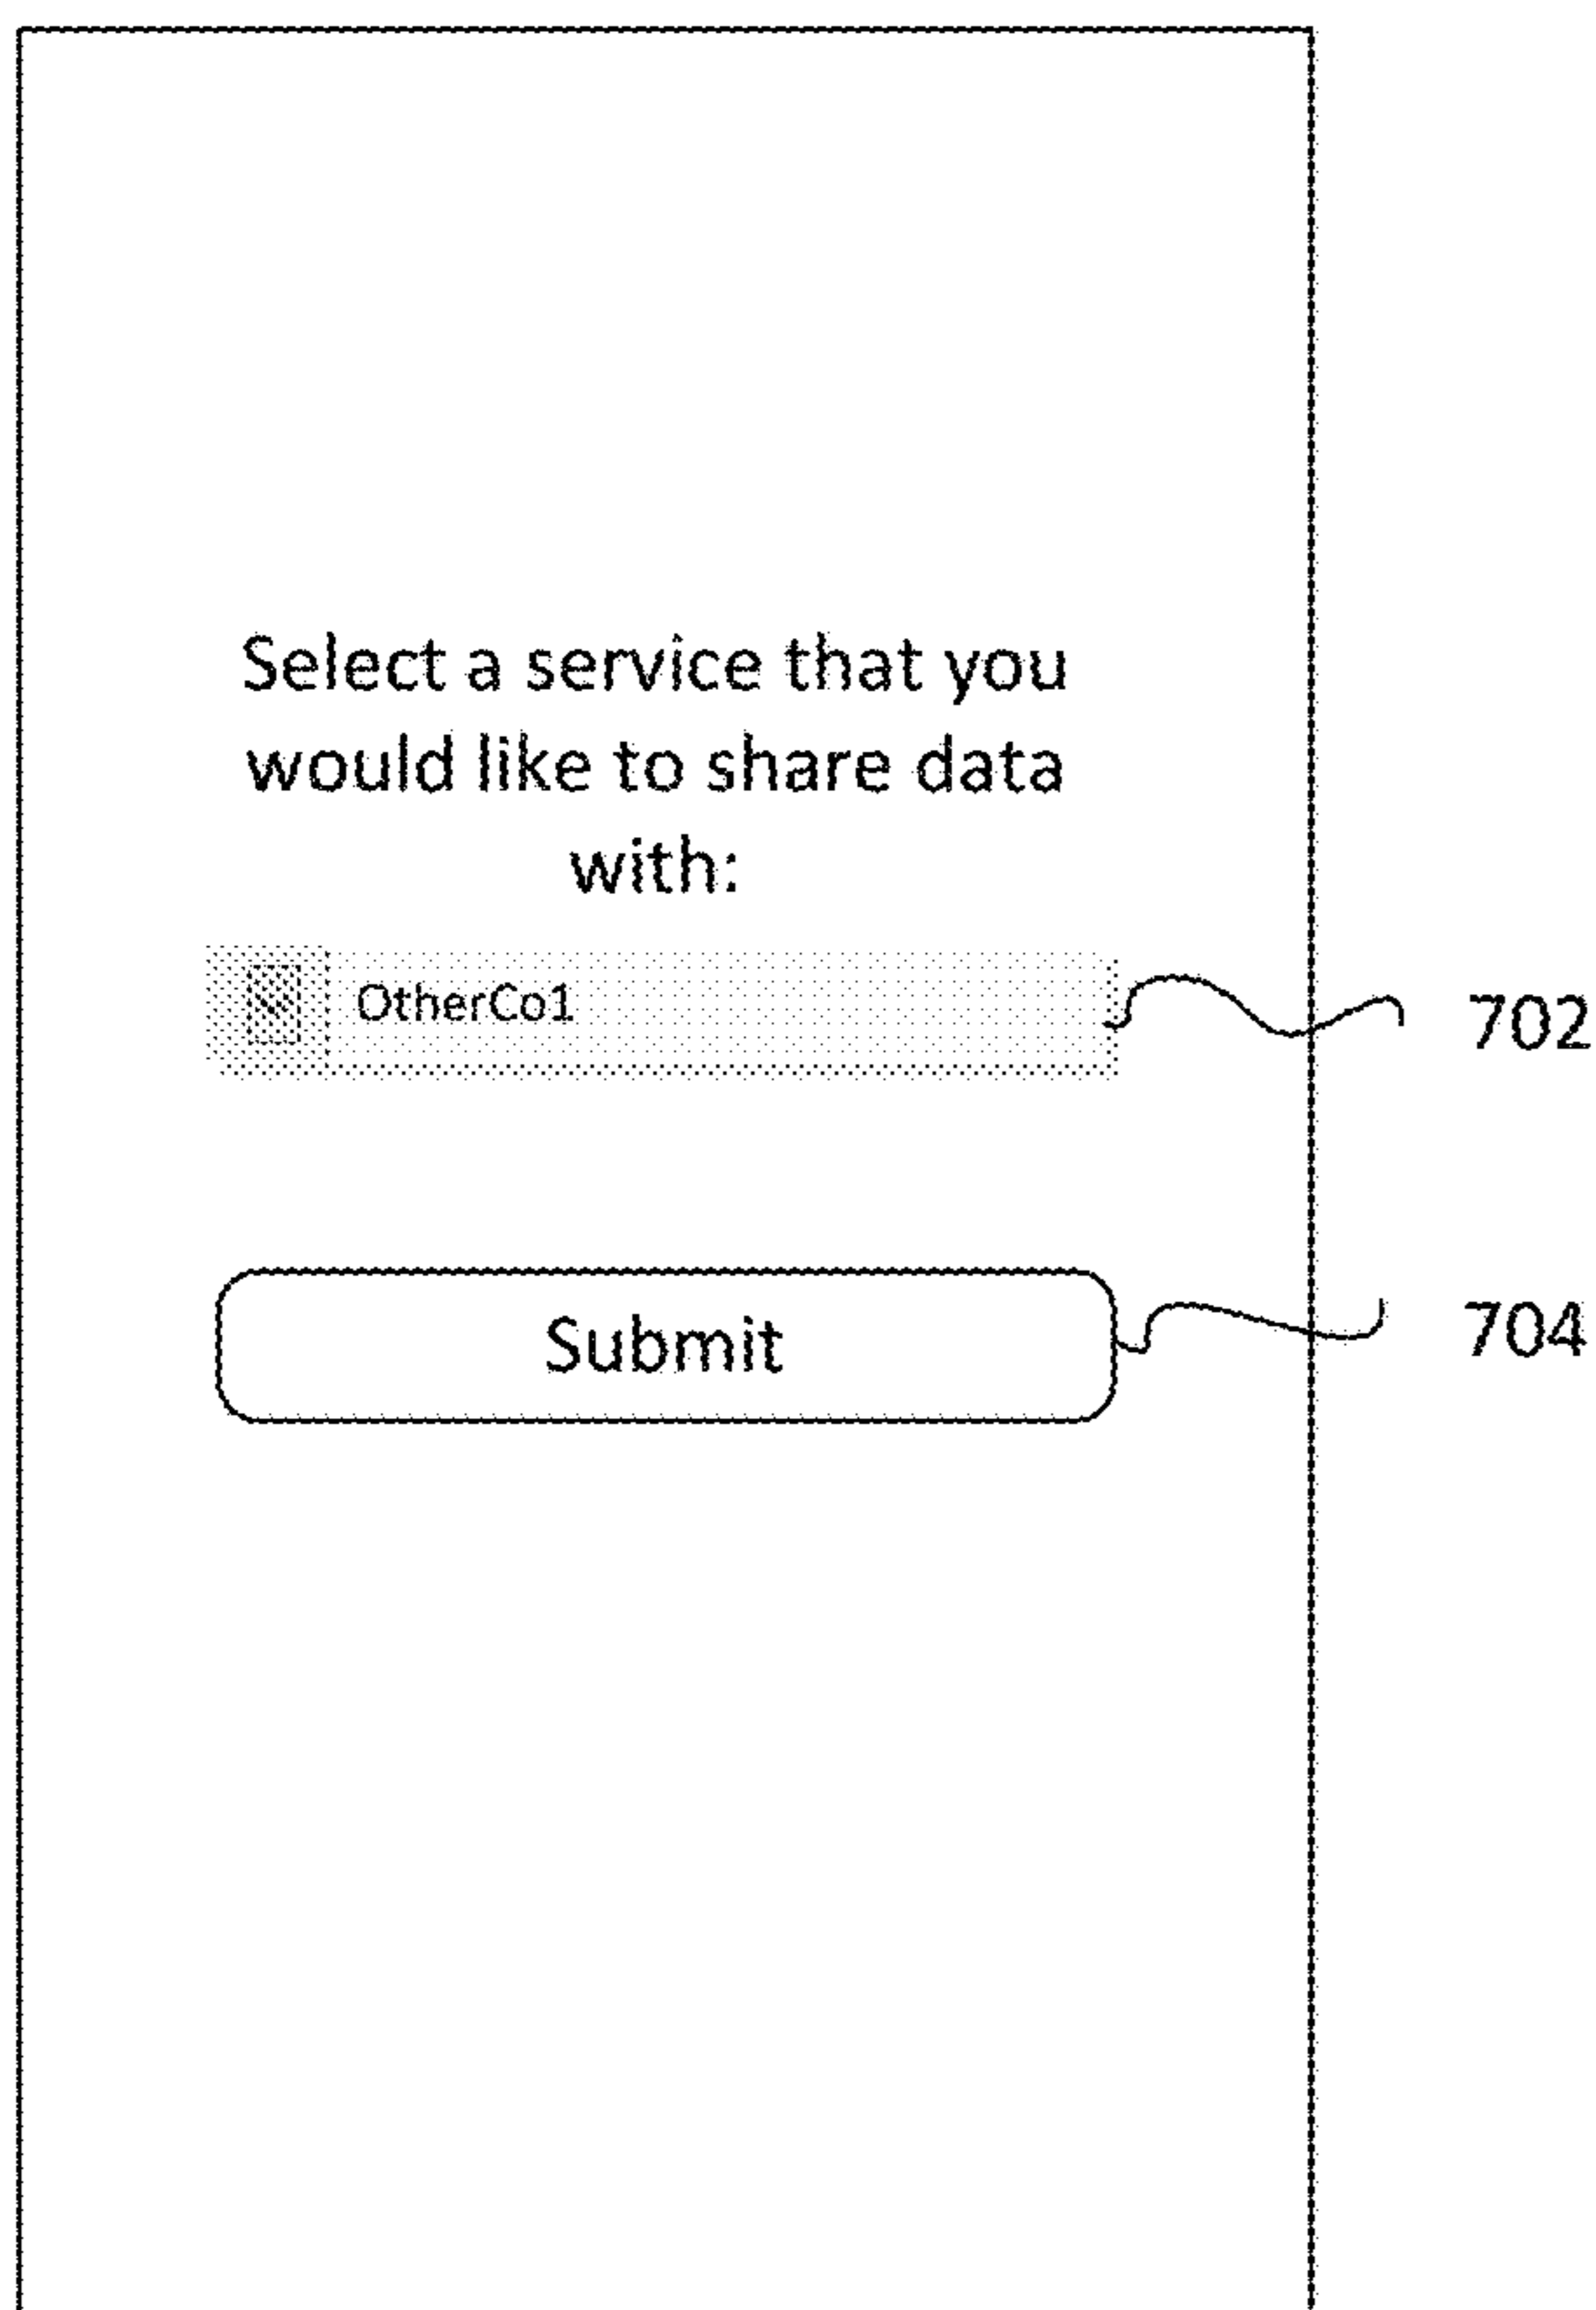 Select a service that you
would like to share data
with:
OtherCo1
702
Submit
704